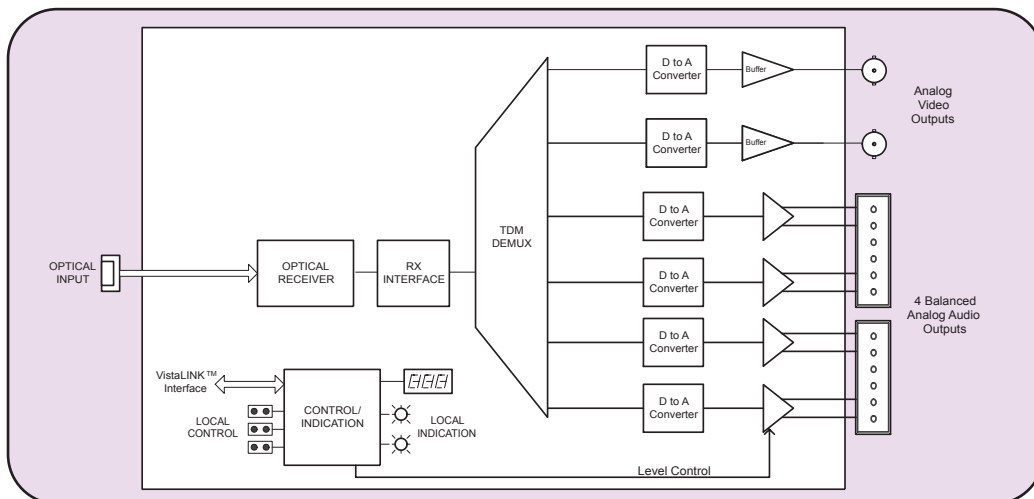 D to A
Converter
Buffer
Analog
Video
Outputs
D to A
Converter
Buffer
D to A
Converter
TDM
DEMUX
OPTICAL
INPUT
OPTICAL
RECEIVER
RX
INTERFACE
D to A
Converter
4 Balanced
Analog Audio
Outputs
D to A
Converter
VistaLINK™
Interface
LOCAL
CONTROL
CONTROL/
INDICATION
LOCAL
INDICATION
D to A
Converter
Level Control